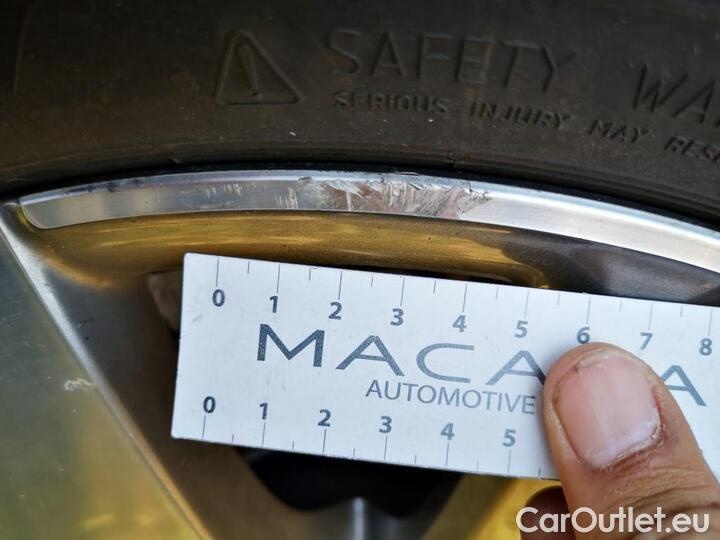 SAFETY WA
SERIOUS INJURY MAY RES
0 1 2 3 4 5 6 7 8
MACA A
AUTOMOTIVE
0 1 2 3 4 5
CarOutlet.eu